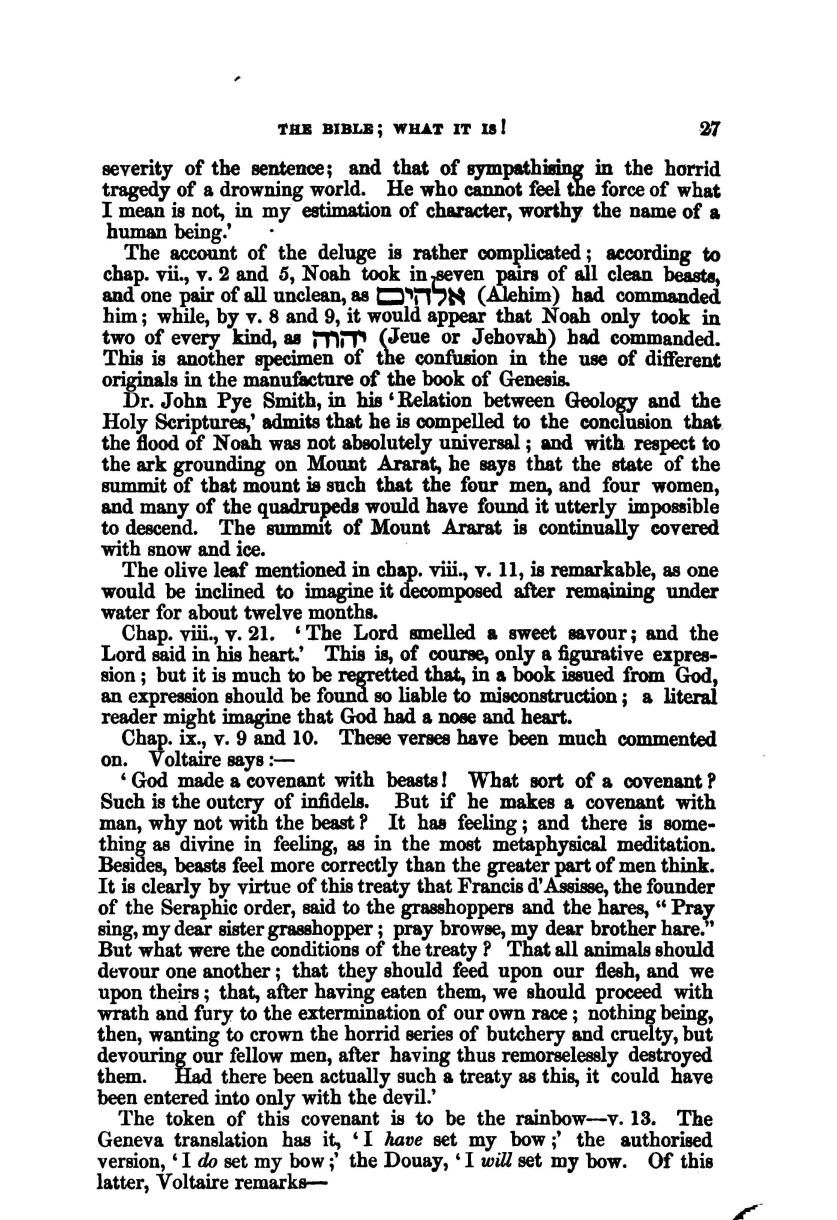 THE BIBLE; WHAT IT IS! 27
severity of the sentence; and that of sympathising in the horrid
tragedy of a drowning world. He who cannot feel the force of what
I mean is not, in my estimation of character, worthy the name of a
human being.'
The account of the deluge is rather complicated; according to
chap. vii., v. 2 and 5, Noah took in seven pairs of all clean beasts,
and one pair of all unclean, as אלהים (Alehim) had commanded
him; while, by v. 8 and 9, it would appear that Noah only took in
two of every kind, as יהוה (Jeue or Jehovah) had commanded.
This is another specimen of the confusion in the use of different
originals in the manufacture of the book of Genesis.
Dr. John Pye Smith, in his 'Relation between Geology and the
Holy Scriptures,' admits that he is compelled to the conclusion that
the flood of Noah was not absolutely universal; and with respect to
the ark grounding on Mount Ararat, he says that the state of the
summit of that mount is such that the four men, and four women,
and many of the quadrupeds would have found it utterly impossible
to descend. The summit of Mount Ararat is continually covered
with snow and ice.
The olive leaf mentioned in chap. viii., v. 11, is remarkable, as one
would be inclined to imagine it decomposed after remaining under
water for about twelve months.
Chap. viii., v. 21. 'The Lord smelled a sweet savour; and the
Lord said in his heart.' This is, of course, only a figurative expres-
sion; but it is much to be regretted that, in a book issued from God,
an expression should be found so liable to misconstruction; a literal
reader might imagine that God had a nose and heart.
Chap. ix., v. 9 and 10. These verses have been much commented
on. Voltaire says:—
'God made a covenant with beasts! What sort of a covenant?
Such is the outcry of infidels. But if he makes a covenant with
man, why not with the beast? It has feeling; and there is some-
thing as divine in feeling, as in the most metaphysical meditation.
Besides, beasts feel more correctly than the greater part of men think.
It is clearly by virtue of this treaty that Francis d'Assisse, the founder
of the Seraphic order, said to the grasshoppers and the hares, "Pray
sing, my dear sister grasshopper; pray browse, my dear brother hare."
But what were the conditions of the treaty? That all animals should
devour one another; that they should feed upon our flesh, and we
upon theirs; that, after having eaten them, we should proceed with
wrath and fury to the extermination of our own race; nothing being,
then, wanting to crown the horrid series of butchery and cruelty, but
devouring our fellow men, after having thus remorselessly destroyed
them. Had there been actually such a treaty as this, it could have
been entered into only with the devil.'
The token of this covenant is to be the rainbow—v. 13. The
Geneva translation has it, 'I have set my bow;' the authorised
version, 'I do set my bow;' the Douay, 'I will set my bow. Of this
latter, Voltaire remarks—